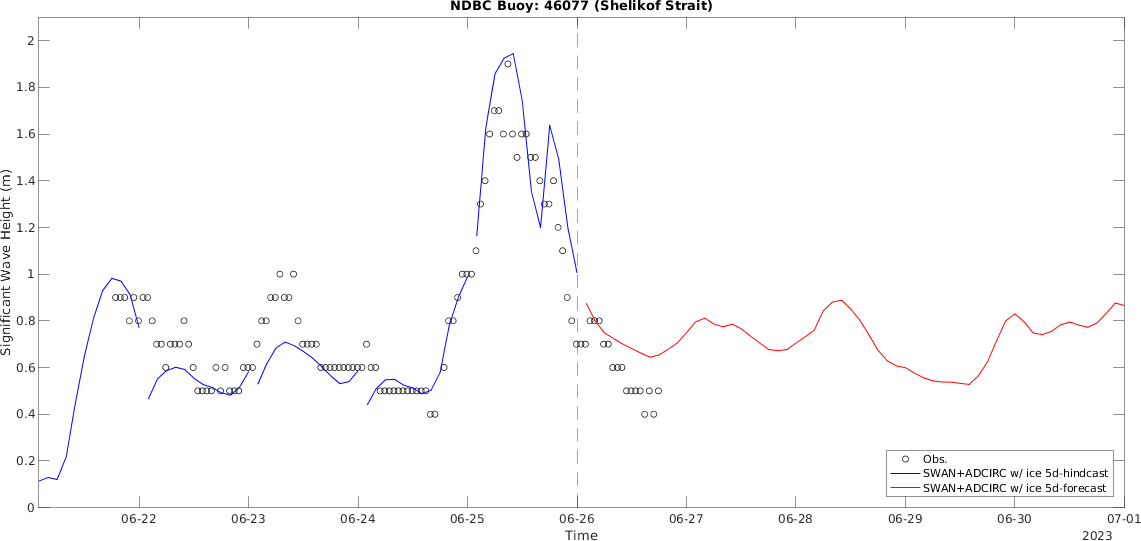 NDBC Buoy: 46077 (Shelikof Strait)
Significant Wave Height (m)
2
1.8
1.6
1.4
1.2
1
0.8
0.6
0.4
0.2
0
Obs.
SWAN+ADCIRC w/ ice 5d-hindcast
SWAN+ADCIRC w/ ice 5d-forecast
06-22 06-23 06-24 06-25 06-26 06-27 06-28 06-29 06-30 07-01
Time
2023